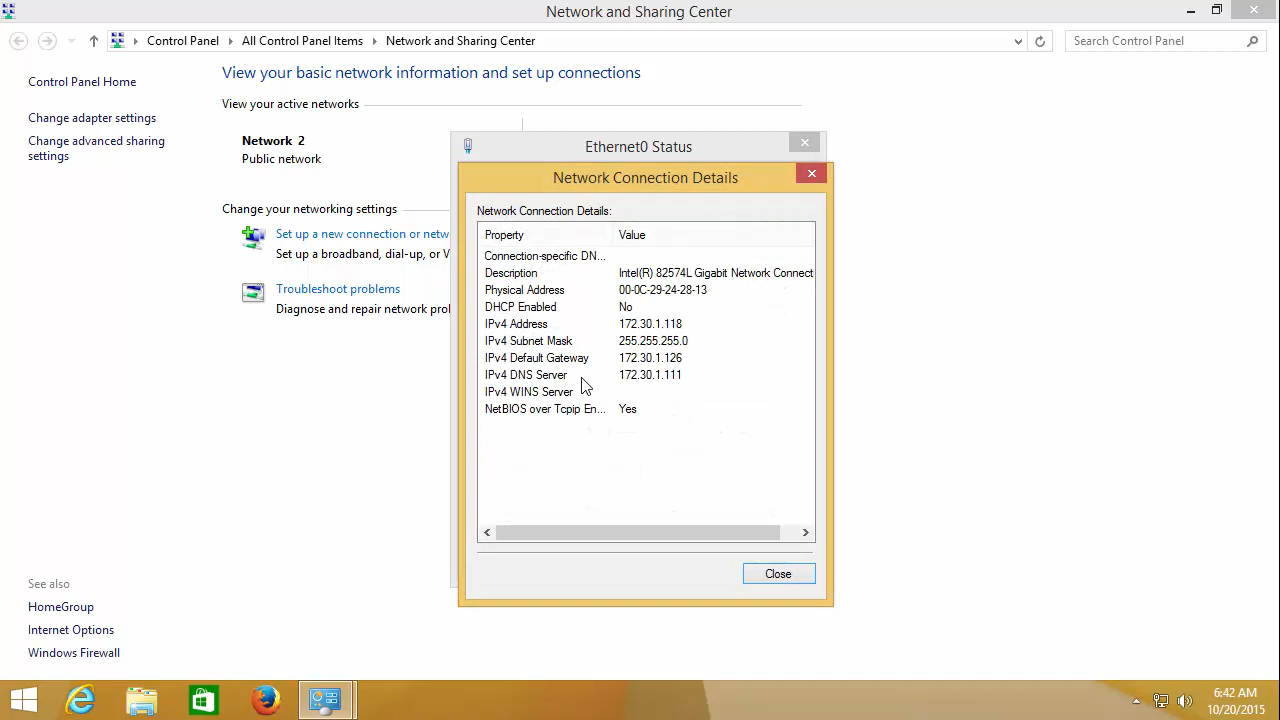 Network and Sharing Center
Control Panel
All Control Panel Items
Network and Sharing Center
Search Control Panel
Control Panel Home
Change adapter settings
Change advanced sharing
settings
See also
HomeGroup
Internet Options
Windows Firewall
View your basic network information and set up connections
View your active networks
Network 2
Public network
Change your networking settings
Set up a new connection or netw
Set up a broadband, dial-up, or V
Troubleshoot problems
Diagnose and repair network prol
Ethernet0 Status
Network Connection Details
Network Connection Details:
Property Value
Connection-specific DN...
Description Intel(R) 82574L Gigabit Network Connect
Physical Address 00-0C-29-24-28-13
DHCP Enabled No
IPv4 Address 172.30.1.118
IPv4 Subnet Mask 255.255.255.0
IPv4 Default Gateway 172.30.1.126
IPv4 DNS Server 172.30.1.111
IPv4 WINS Server
NetBIOS over Tcpip En... Yes
Close
6:42 AM
10/20/2015